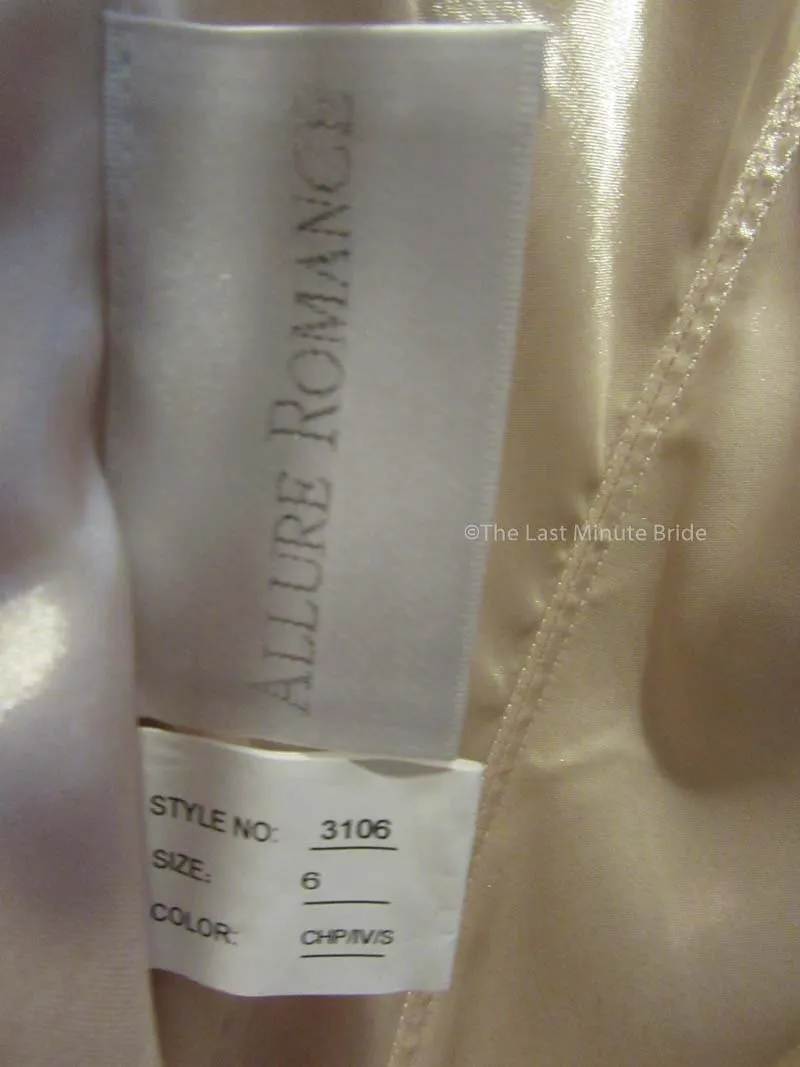 ALLURE ROMANCE
©The Last Minute Bride
STYLE NO: 3106
SIZE: 6
COLOR: CHP/IV/S